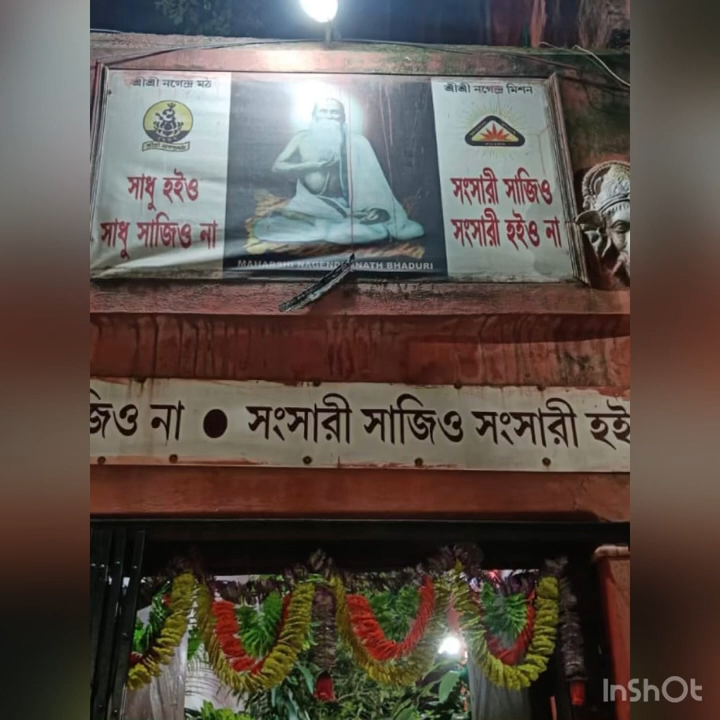 শ্রীশ্রী নগেন্দ্র মঠ
সাধু হইও
সাধু সাজিও না
MAHARSHI NAGENDRANATH BHADURI
শ্রীশ্রী নগেন্দ্র মিশন
সংসারী সাজিও
সংসারী হইও না
জিও না ● সংসারী সাজিও সংসারী হই
InShOt